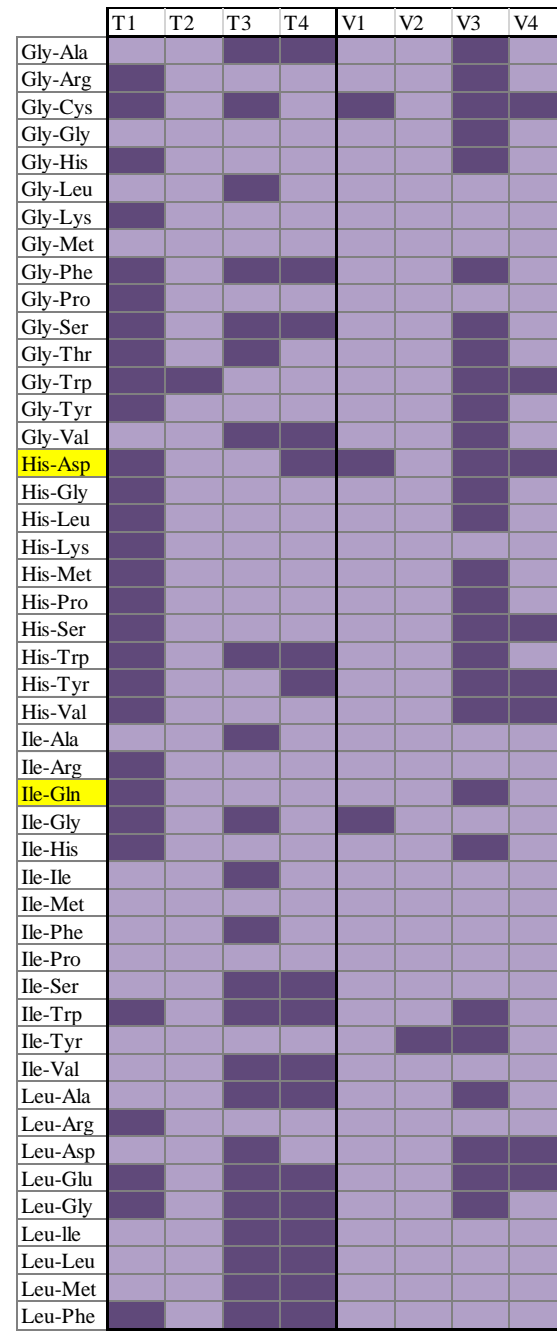 T1 T2 T3 T4 V1 V2 V3 V4
Gly-Ala
Gly-Arg
Gly-Cys
Gly-Gly
Gly-His
Gly-Leu
Gly-Lys
Gly-Met
Gly-Phe
Gly-Pro
Gly-Ser
Gly-Thr
Gly-Trp
Gly-Tyr
Gly-Val
His-Asp
His-Gly
His-Leu
His-Lys
His-Met
His-Pro
His-Ser
His-Trp
His-Tyr
His-Val
Ile-Ala
Ile-Arg
Ile-Gln
Ile-Gly
Ile-His
Ile-Ile
Ile-Met
Ile-Phe
Ile-Pro
Ile-Ser
Ile-Trp
Ile-Tyr
Ile-Val
Leu-Ala
Leu-Arg
Leu-Asp
Leu-Glu
Leu-Gly
Leu-lle
Leu-Leu
Leu-Met
Leu-Phe